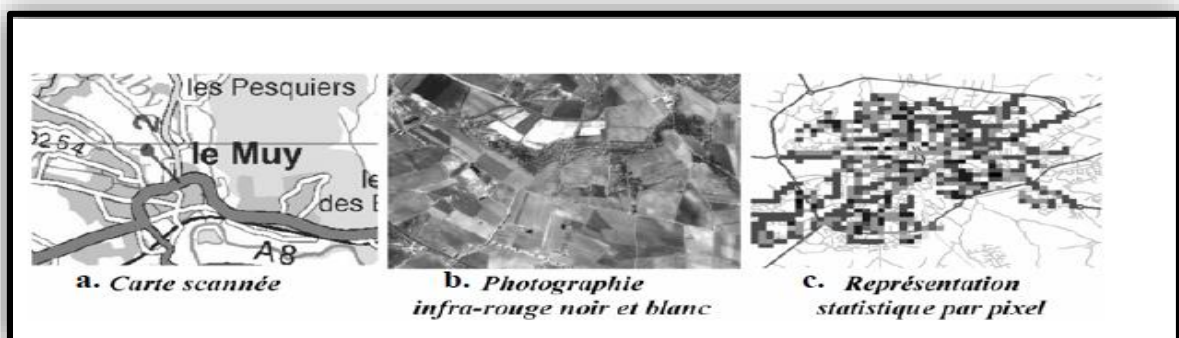 les Pesquiers
le Muy
des E
A8
a. Carte scannée
b. Photographie
infra-rouge noir et blanc
c. Représentation
statistique par pixel